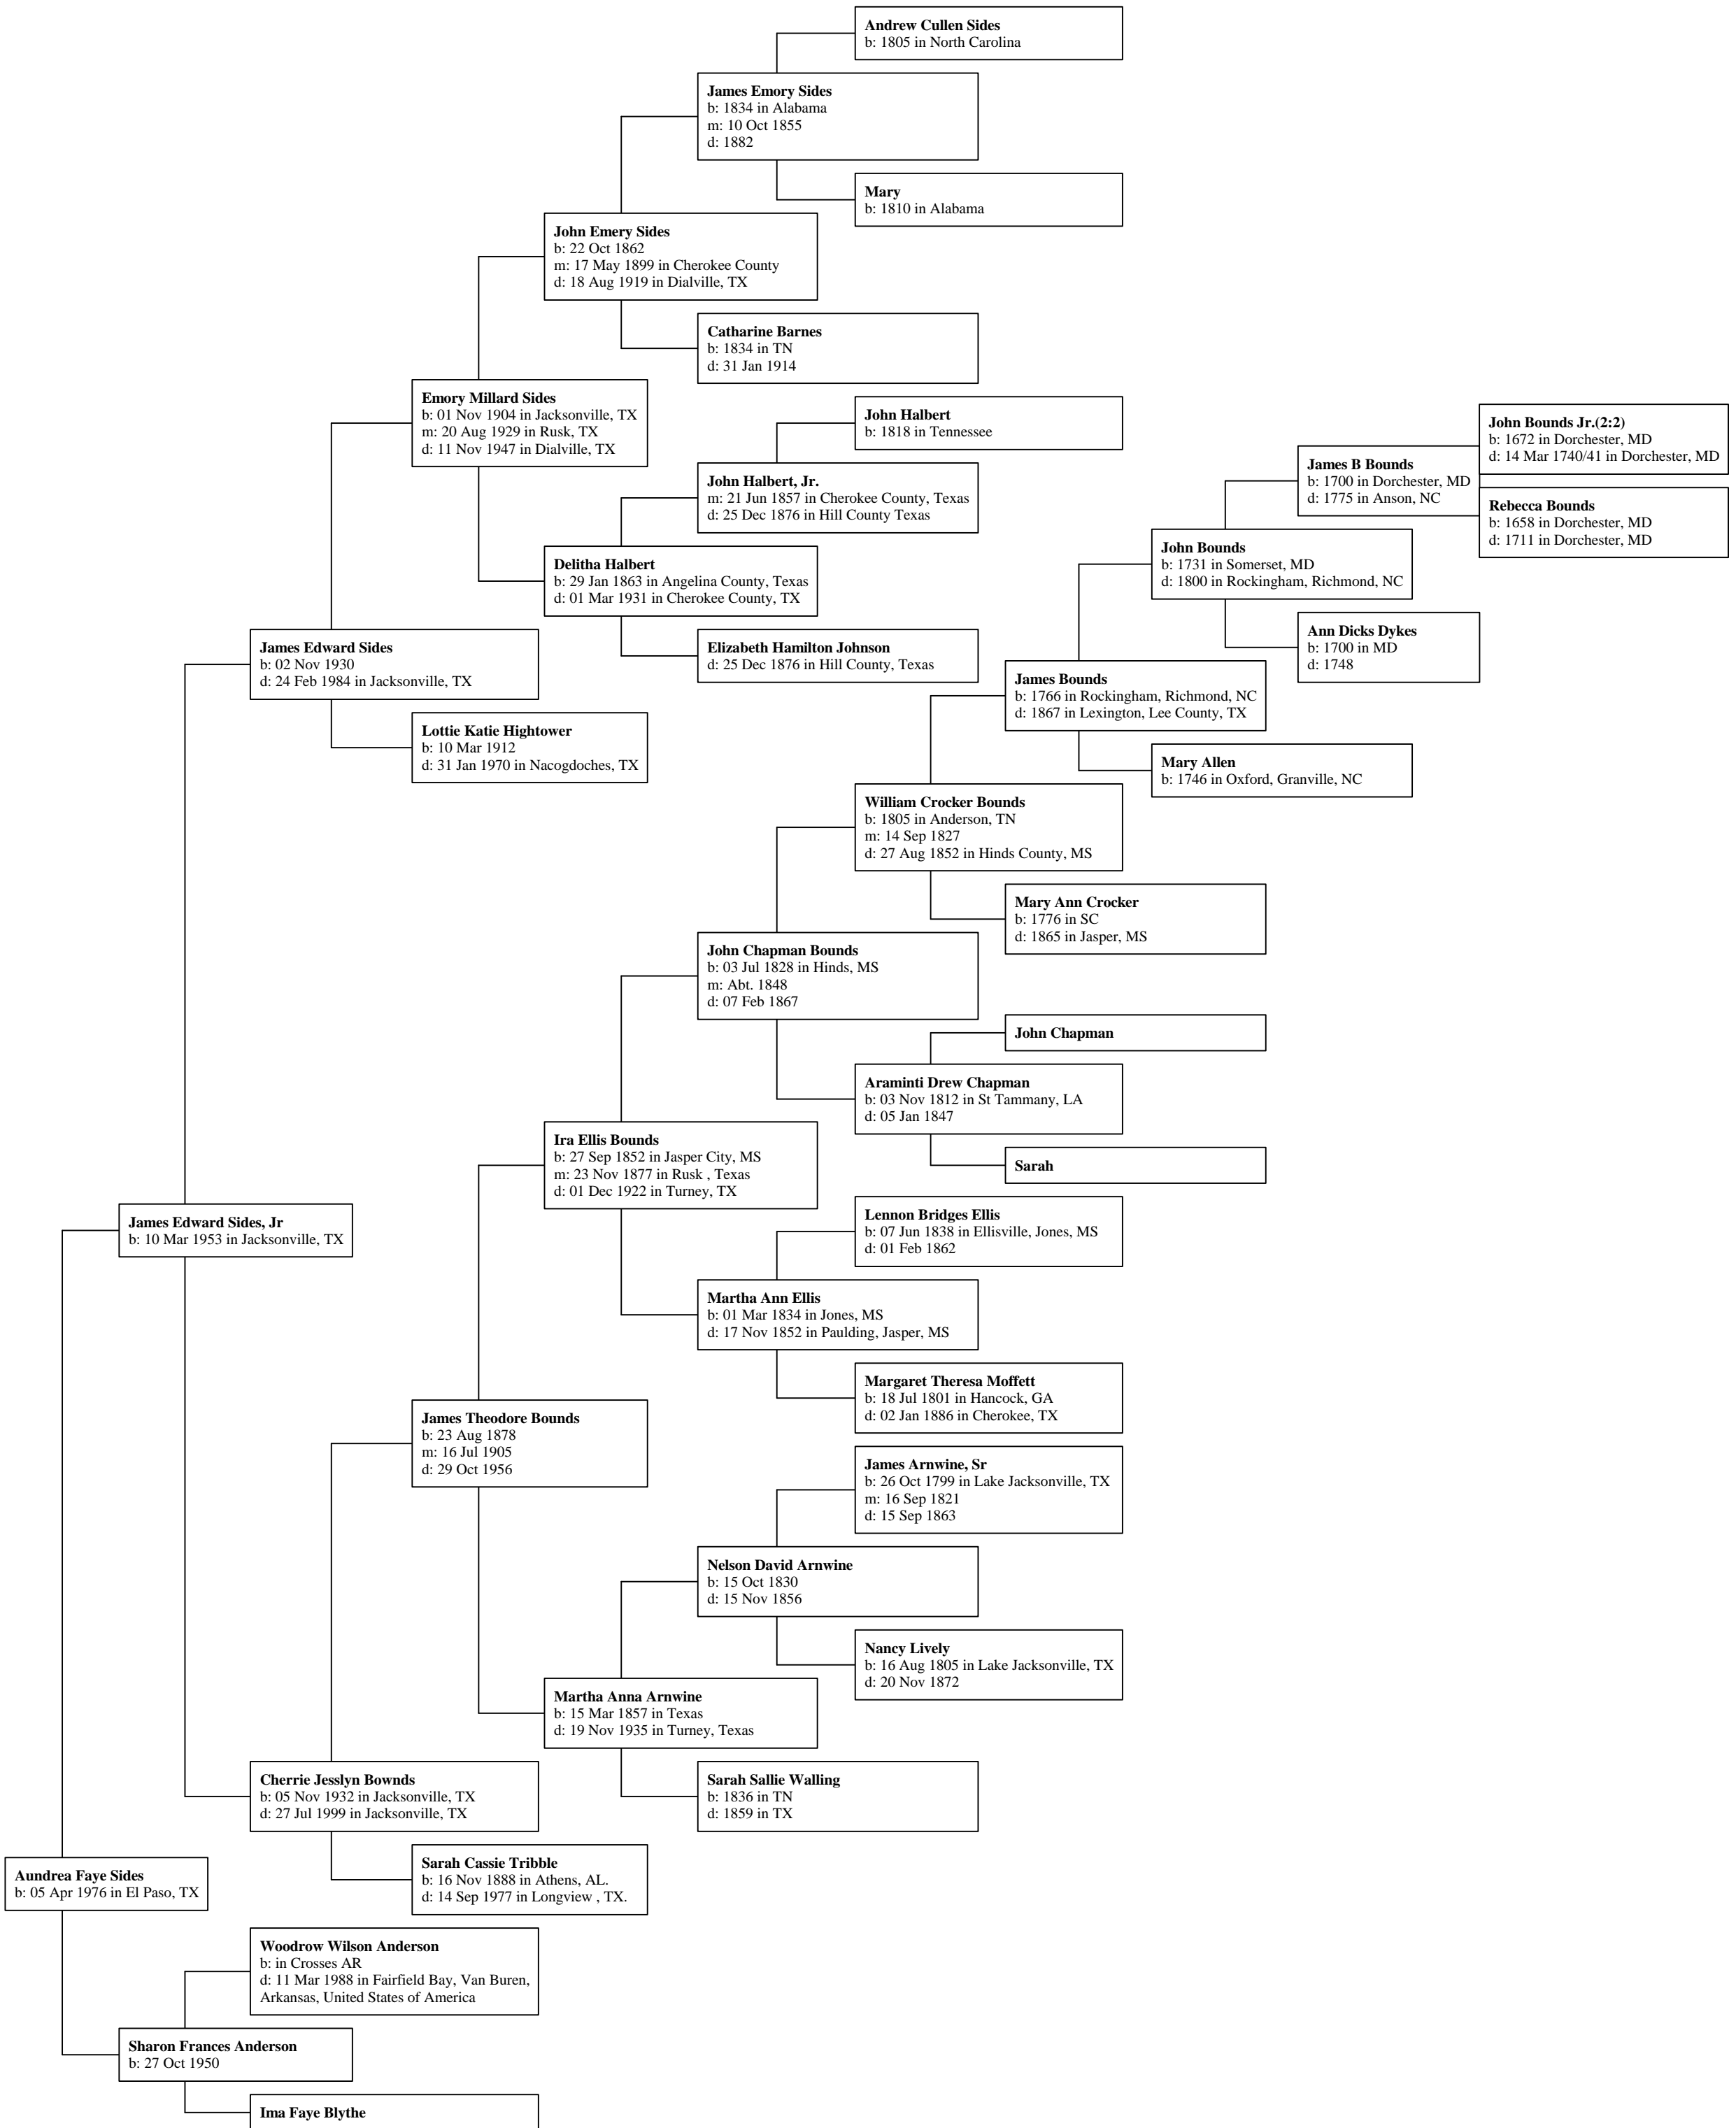 Andrew Cullen Sides
b: 1805 in North Carolina
James Emory Sides
b: 1834 in Alabama
m: 10 Oct 1855
d: 1882
Mary
b: 1810 in Alabama
John Emery Sides
b: 22 Oct 1862
m: 17 May 1899 in Cherokee County
d: 18 Aug 1919 in Dialville, TX
Catharine Barnes
b: 1834 in TN
d: 31 Jan 1914
Emory Millard Sides
b: 01 Nov 1904 in Jacksonville, TX
m: 20 Aug 1929 in Rusk, TX
d: 11 Nov 1947 in Dialville, TX
John Halbert
b: 1818 in Tennessee
John Halbert, Jr.
m: 21 Jun 1857 in Cherokee County, Texas
d: 25 Dec 1876 in Hill County Texas
Delitha Halbert
b: 29 Jan 1863 in Angelina County, Texas
d: 01 Mar 1931 in Cherokee County, TX
Elizabeth Hamilton Johnson
d: 25 Dec 1876 in Hill County, Texas
James Edward Sides
b: 02 Nov 1930
d: 24 Feb 1984 in Jacksonville, TX
Lottie Katie Hightower
b: 10 Mar 1912
d: 31 Jan 1970 in Nacogdoches, TX
John Bounds Jr.(2:2)
b: 1672 in Dorchester, MD
d: 14 Mar 1740/41 in Dorchester, MD
James B Bounds
b: 1700 in Dorchester, MD
d: 1775 in Anson, NC
Rebecca Bounds
b: 1658 in Dorchester, MD
d: 1711 in Dorchester, MD
John Bounds
b: 1731 in Somerset, MD
d: 1800 in Rockingham, Richmond, NC
Ann Dicks Dykes
b: 1700 in MD
d: 1748
James Bounds
b: 1766 in Rockingham, Richmond, NC
d: 1867 in Lexington, Lee County, TX
Mary Allen
b: 1746 in Oxford, Granville, NC
William Crocker Bounds
b: 1805 in Anderson, TN
m: 14 Sep 1827
d: 27 Aug 1852 in Hinds County, MS
Mary Ann Crocker
b: 1776 in SC
d: 1865 in Jasper, MS
John Chapman Bounds
b: 03 Jul 1828 in Hinds, MS
m: Abt. 1848
d: 07 Feb 1867
John Chapman
Araminti Drew Chapman
b: 03 Nov 1812 in St Tammany, LA
d: 05 Jan 1847
Sarah
Ira Ellis Bounds
b: 27 Sep 1852 in Jasper City, MS
m: 23 Nov 1877 in Rusk , Texas
d: 01 Dec 1922 in Turney, TX
Lennon Bridges Ellis
b: 07 Jun 1838 in Ellisville, Jones, MS
d: 01 Feb 1862
Martha Ann Ellis
b: 01 Mar 1834 in Jones, MS
d: 17 Nov 1852 in Paulding, Jasper, MS
Margaret Theresa Moffett
b: 18 Jul 1801 in Hancock, GA
d: 02 Jan 1886 in Cherokee, TX
James Edward Sides, Jr
b: 10 Mar 1953 in Jacksonville, TX
James Theodore Bounds
b: 23 Aug 1878
m: 16 Jul 1905
d: 29 Oct 1956
James Arnwine, Sr
b: 26 Oct 1799 in Lake Jacksonville, TX
m: 16 Sep 1821
d: 15 Sep 1863
Nelson David Arnwine
b: 15 Oct 1830
d: 15 Nov 1856
Nancy Lively
b: 16 Aug 1805 in Lake Jacksonville, TX
d: 20 Nov 1872
Martha Anna Arnwine
b: 15 Mar 1857 in Texas
d: 19 Nov 1935 in Turney, Texas
Sarah Sallie Walling
b: 1836 in TN
d: 1859 in TX
Cherrie Jesslyn Bownds
b: 05 Nov 1932 in Jacksonville, TX
d: 27 Jul 1999 in Jacksonville, TX
Sarah Cassie Tribble
b: 16 Nov 1888 in Athens, AL.
d: 14 Sep 1977 in Longview , TX.
Aundrea Faye Sides
b: 05 Apr 1976 in El Paso, TX
Woodrow Wilson Anderson
b: in Crosses AR
d: 11 Mar 1988 in Fairfield Bay, Van Buren,
Arkansas, United States of America
Sharon Frances Anderson
b: 27 Oct 1950
Ima Faye Blythe